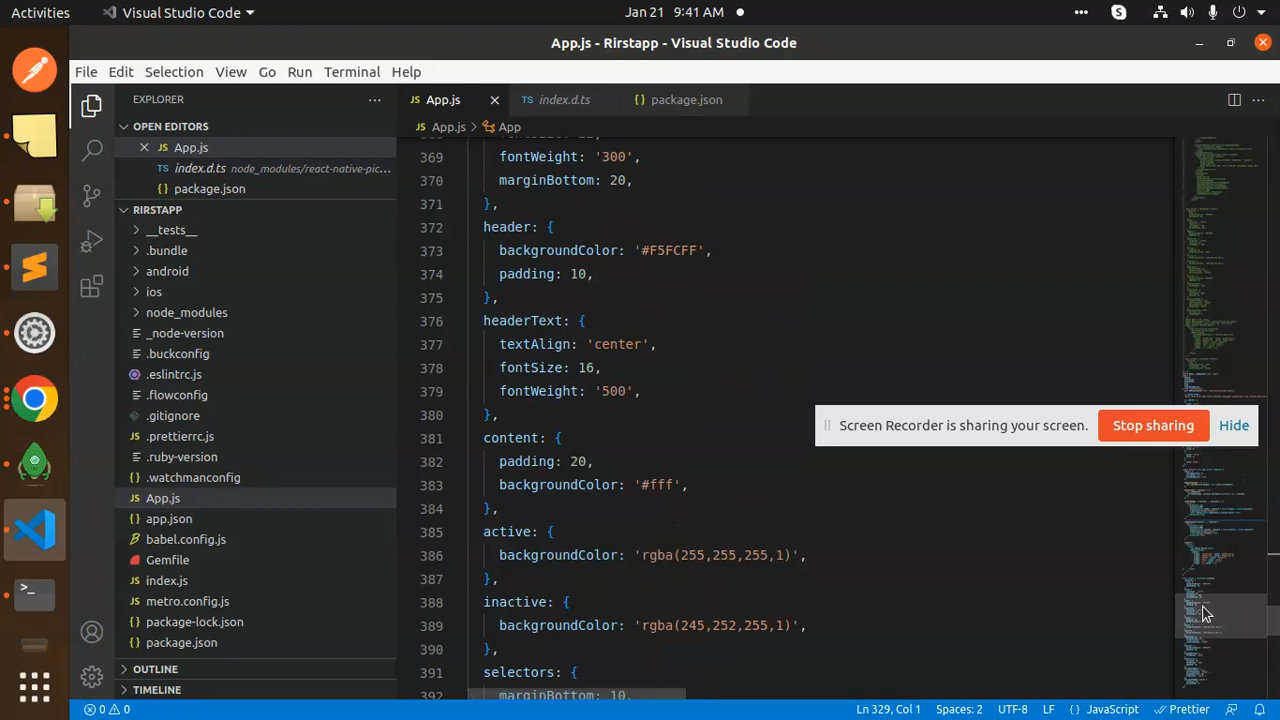 Activities
Visual Studio Code
Jan 21 9:41 AM
App.js - Rirstapp - Visual Studio Code
File Edit Selection View Go Run Terminal Help
EXPLORER
OPEN EDITORS
App.js
index.d.ts node_modules/react-native-pic...
package.json
RIRSTAPP
__tests__
.bundle
android
ios
node_modules
_node-version
.buckconfig
.eslintrc.js
.flowconfig
.gitignore
.prettierrc.js
.ruby-version
.watchmanconfig
App.js
app.json
babel.config.js
Gemfile
index.js
metro.config.js
package-lock.json
package.json
OUTLINE
TIMELINE
JS App.js
TS index.d.ts
{} package.json
JS App.js > App
369 fontWeight: '300',
370 marginBottom: 20,
371 },
372 header: {
373 backgroundColor: '#F5FCFF',
374 padding: 10,
375 },
376 headerText: {
377 textAlign: 'center',
378 fontSize: 16,
379 fontWeight: '500',
380 },
381 content: {
382 padding: 20,
383 backgroundColor: '#fff',
384 },
385 active: {
386 backgroundColor: 'rgba(255,255,255,1)',
387 },
388 inactive: {
389 backgroundColor: 'rgba(245,252,255,1)',
390 },
391 selectors: {
392 marginBottom: 10,
Screen Recorder is sharing your screen.
Stop sharing
Hide
0 0
Ln 329, Col 1
Spaces: 2
UTF-8
LF
{ } JavaScript
Prettier